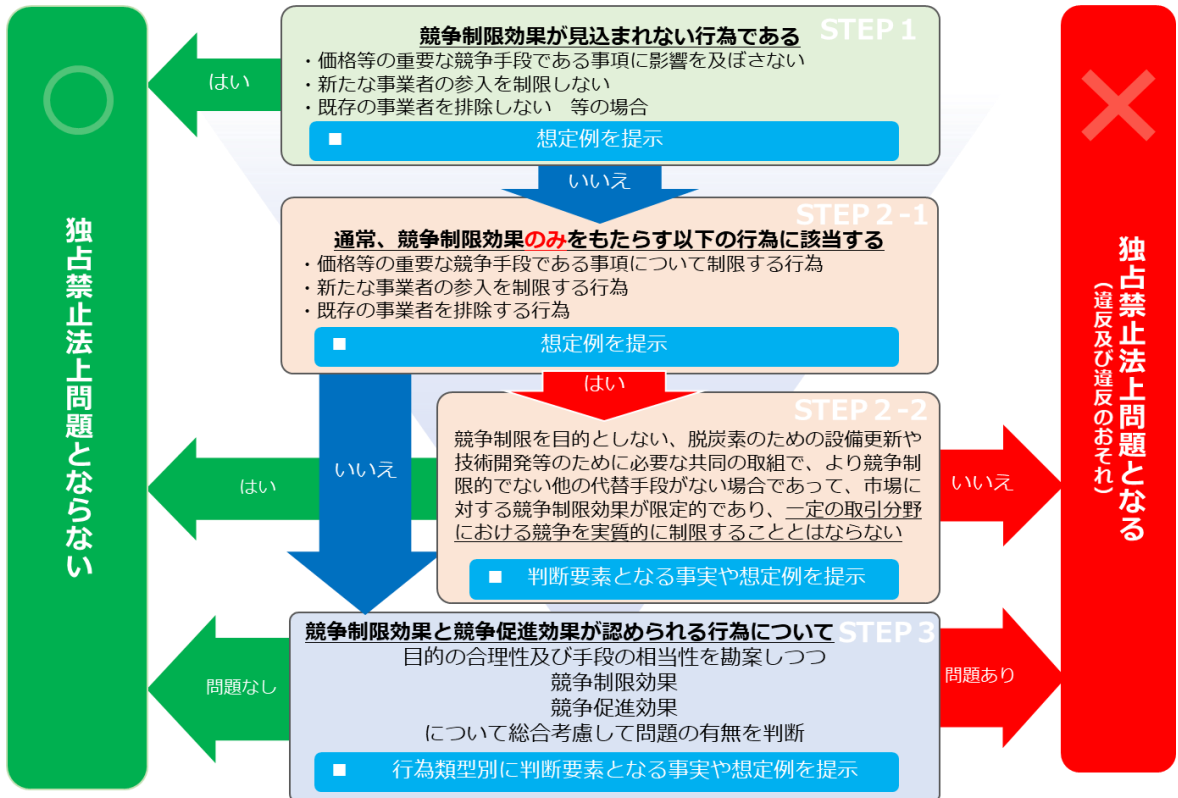 独占禁止法上問題とならない
はい
STEP 1
競争制限効果が見込まれない行為である
・価格等の重要な競争手段である事項に影響を及ぼさない
・新たな事業者の参入を制限しない
・既存の事業者を排除しない 等の場合
■ 想定例を提示
いいえ
STEP 2-1
通常、競争制限効果のみをもたらす以下の行為に該当する
・価格等の重要な競争手段である事項について制限する行為
・新たな事業者の参入を制限する行為
・既存の事業者を排除する行為
■ 想定例を提示
はい
いいえ
STEP 2-2
競争制限を目的としない、脱炭素のための設備更新や
技術開発等のために必要な共同の取組で、より競争制
限的でない他の代替手段がない場合であって、市場に
対する競争制限効果が限定的であり、一定の取引分野
における競争を実質的に制限することとはならない
■ 判断要素となる事実や想定例を提示
はい
いいえ
STEP 3
競争制限効果と競争促進効果が認められる行為について
目的の合理性及び手段の相当性を勘案しつつ
競争制限効果
競争促進効果
について総合考慮して問題の有無を判断
■ 行為類型別に判断要素となる事実や想定例を提示
問題なし
問題あり
独占禁止法上問題となる
(違反及び違反のおそれ)